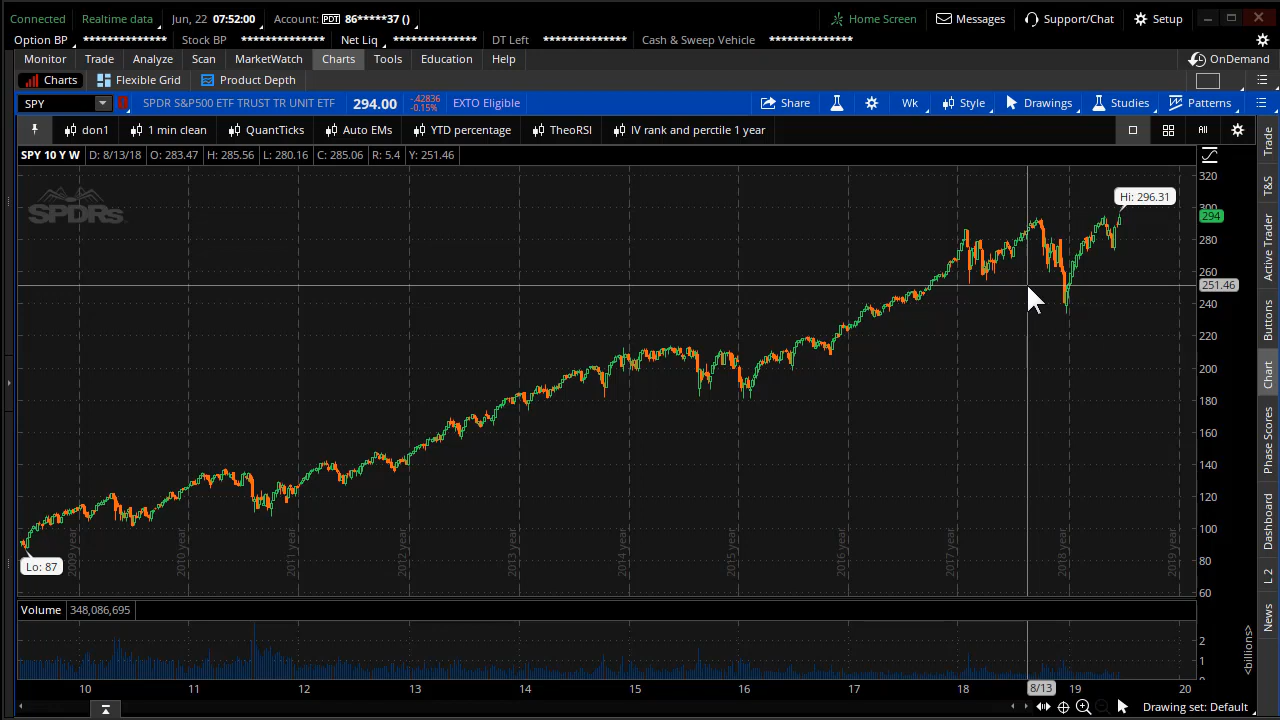 Connected Realtime data Jun, 22 07:52:00 Account: PDT 86*****37 () Home Screen Messages Support/Chat Setup
Option BP ************* Stock BP ************* Net Liq ************* DT Left ************* Cash & Sweep Vehicle *************
Monitor Trade Analyze Scan MarketWatch Charts Tools Education Help OnDemand
Charts Flexible Grid Product Depth
SPY SPDR S&P500 ETF TRUST TR UNIT ETF 294.00 -.42836 -0.15% EXTO Eligible Share Wk Style Drawings Studies Patterns
don1 1 min clean QuanTicks Auto EMs YTD percentage TheoRSI IV rank and perctile 1 year All
SPY 10 Y W D: 8/13/18 O: 283.47 H: 285.56 L: 280.16 C: 285.06 R: 5.4 Y: 251.46
SPDRs
Hi: 296.31
320
300
294
280
260
251.46
240
220
200
180
160
140
120
100
80
60
Lo: 87
2009 year 2010 year 2011 year 2012 year 2013 year 2014 year 2015 year 2016 year 2017 year 2018 year 2019 year
Volume 348,086,695
2
1
0
<billions>
10 11 12 13 14 15 16 17 18 8/13 19 20
Drawing set: Default
Trade
T&S
Active Trader
Buttons
Chart
Phase Scores
Dashboard
L 2
News